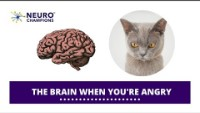 NEURO
CHAMPIONS
THE BRAIN WHEN YOU'RE ANGRY